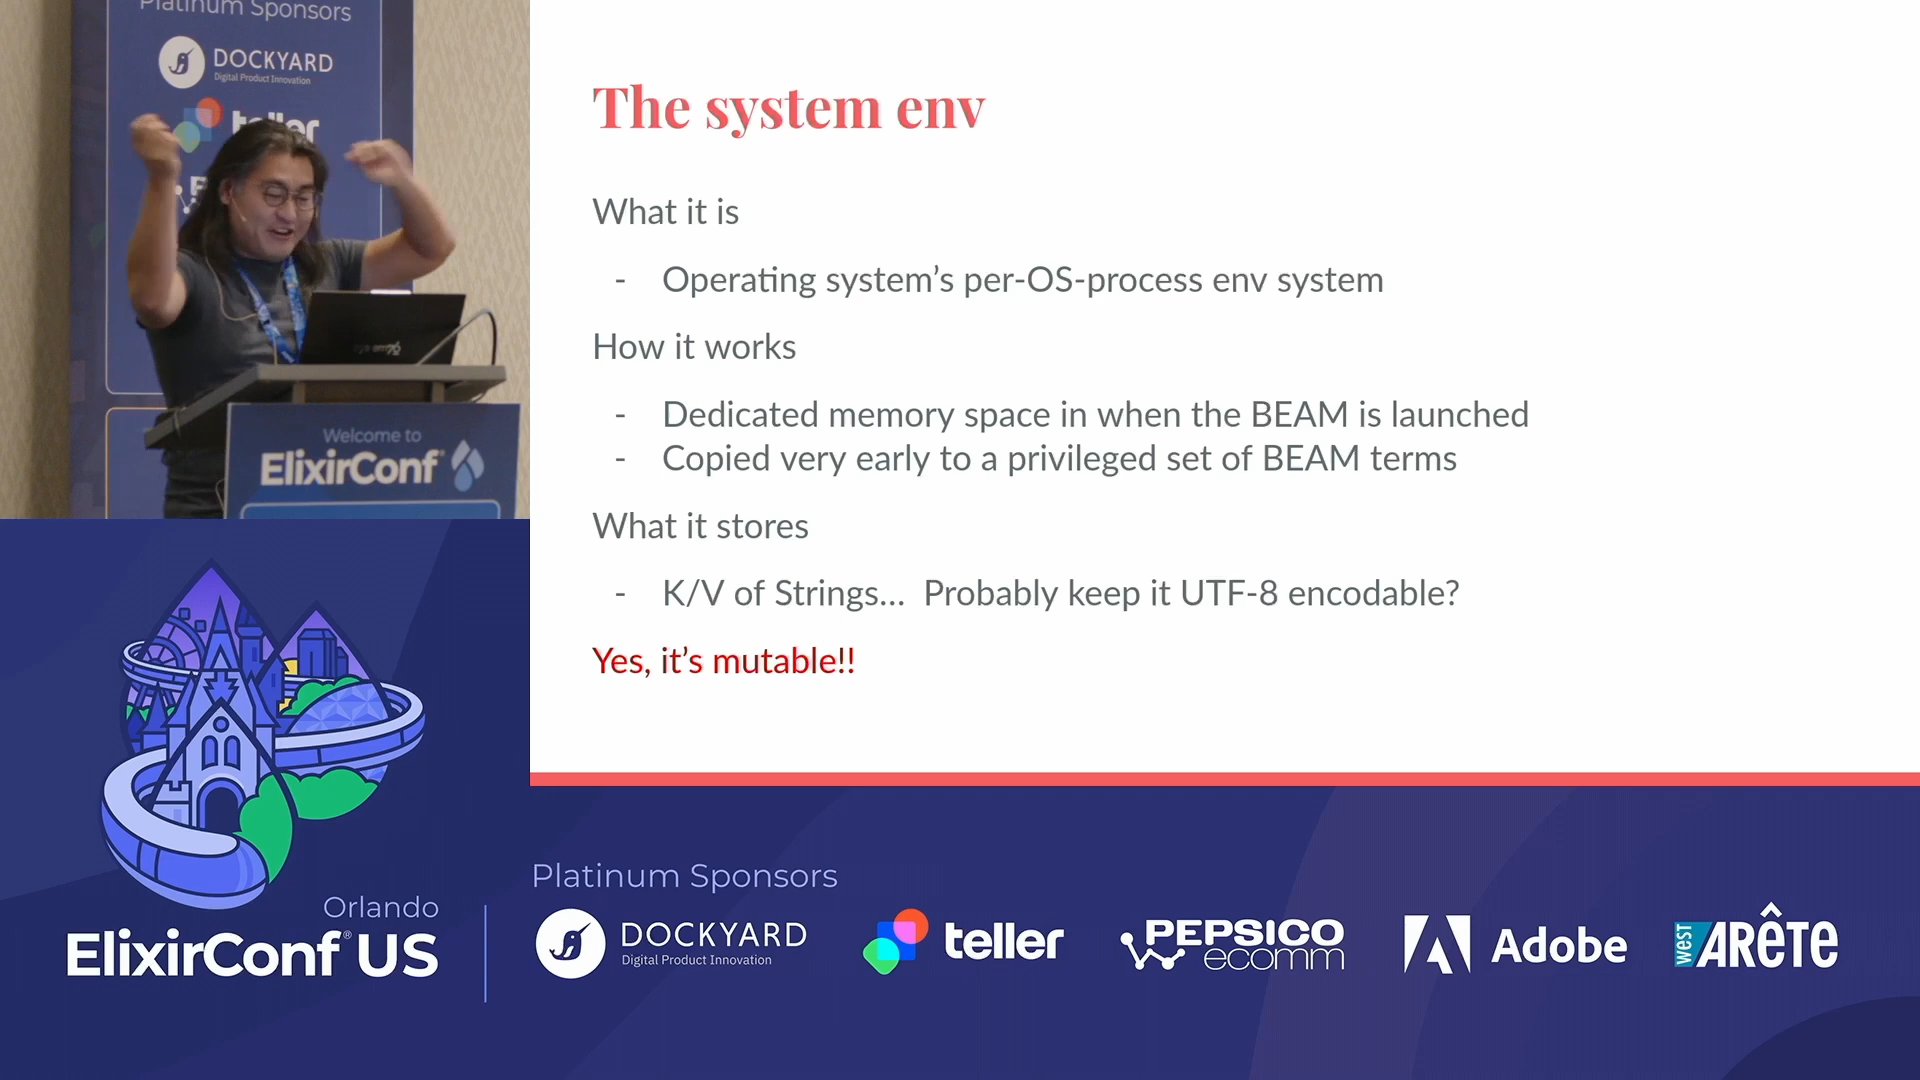 Platinum Sponsors
DOCKYARD
Digital Product Innovation
teller
Welcome to
ElixirConf®
The system env
What it is
- Operating system’s per-OS-process env system
How it works
- Dedicated memory space in when the BEAM is launched
- Copied very early to a privileged set of BEAM terms
What it stores
- K/V of Strings... Probably keep it UTF-8 encodable?
Yes, it’s mutable!!
Orlando
ElixirConf® US
Platinum Sponsors
DOCKYARD
Digital Product Innovation
teller
PEPSICO
ecomm
Adobe
west ARÊTE